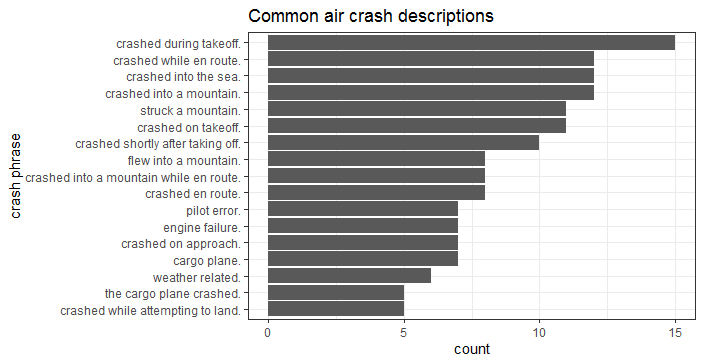 Common air crash descriptions
crash phrase
crashed during takeoff.
crashed while en route.
crashed into the sea.
crashed into a mountain.
struck a mountain.
crashed on takeoff.
crashed shortly after taking off.
flew into a mountain.
crashed into a mountain while en route.
crashed en route.
pilot error.
engine failure.
crashed on approach.
cargo plane.
weather related.
the cargo plane crashed.
crashed while attempting to land.
0 5 10 15
count